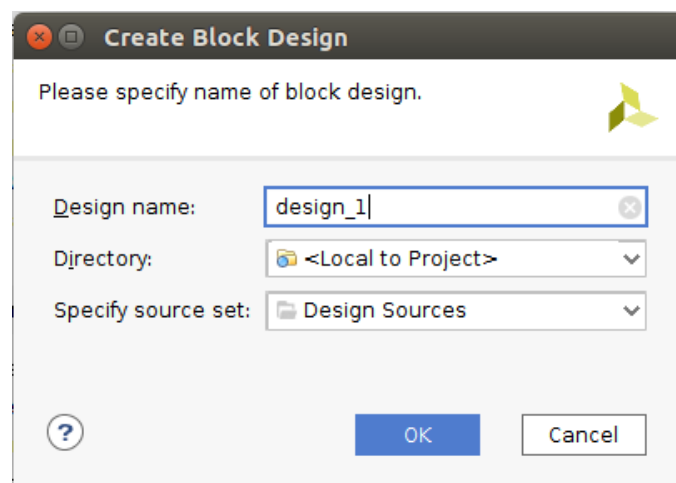 Create Block Design
Please specify name of block design.
Design name: design_1
Directory: <Local to Project>
Specify source set: Design Sources
? OK Cancel